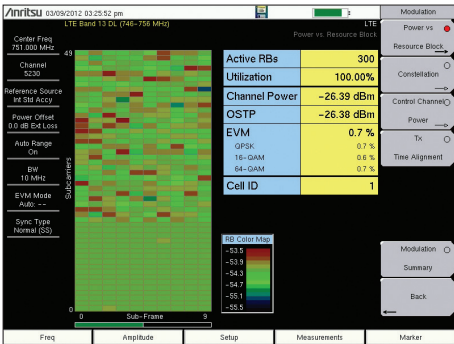 Anritsu 03/09/2012 03:25:52 pm
LTE Band 13 DL (746-756 MHz)
LTE
Power vs. Resource Block
Center Freq
751.000 MHz
Channel
5230
Reference Source
Int Std Accy
Power Offset
0.0 dB Ext Loss
Auto Range
On
BW
10 MHz
EVM Mode
Auto: --
Sync Type
Normal (SS)
49
Subcarriers
0
0 Sub-Frame 9
Active RBs 300
Utilization 100.00%
Channel Power -26.39 dBm
OSTP -26.38 dBm
EVM 0.7 %
QPSK 0.7 %
16-QAM 0.6 %
64-QAM 0.7 %
Cell ID 1
RB Color Map
-53.5
-53.9
-54.3
-54.7
-55.1
-55.5
Modulation
Power vs
Resource Block
Constellation
Control Channel
Power
Tx
Time Alignment
Modulation
Summary
Back
Freq
Amplitude
Setup
Measurements
Marker